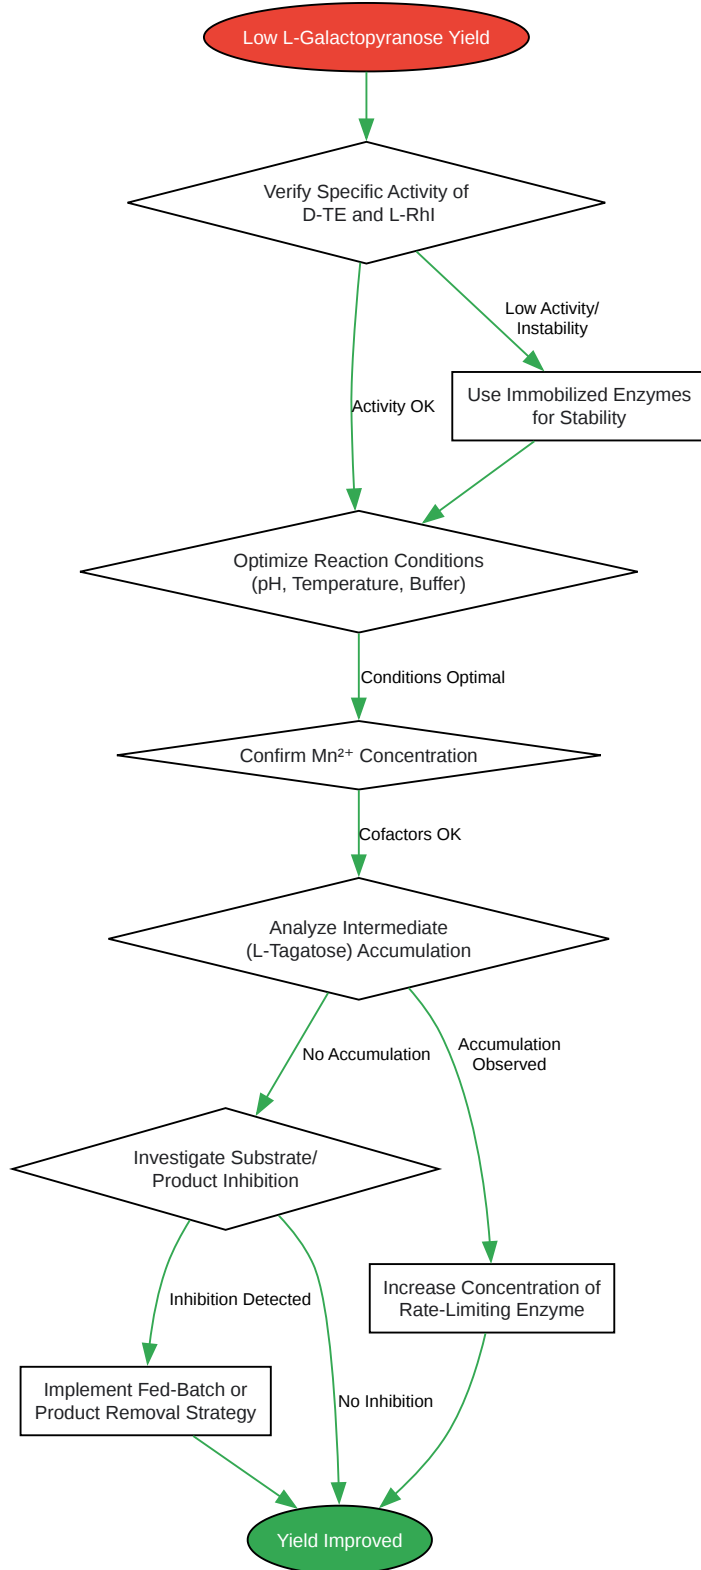 Low L-Galactopyranose Yield
Verify Specific Activity of
D-TE and L-RhI
Low Activity/
Instability
Use Immobilized Enzymes
for Stability
Activity OK
Optimize Reaction Conditions
(pH, Temperature, Buffer)
Conditions Optimal
Confirm Mn²⁺ Concentration
Cofactors OK
Analyze Intermediate
(L-Tagatose) Accumulation
No Accumulation
Accumulation
Observed
Investigate Substrate/
Product Inhibition
Increase Concentration of
Rate-Limiting Enzyme
Inhibition Detected
Implement Fed-Batch or
Product Removal Strategy
No Inhibition
Yield Improved